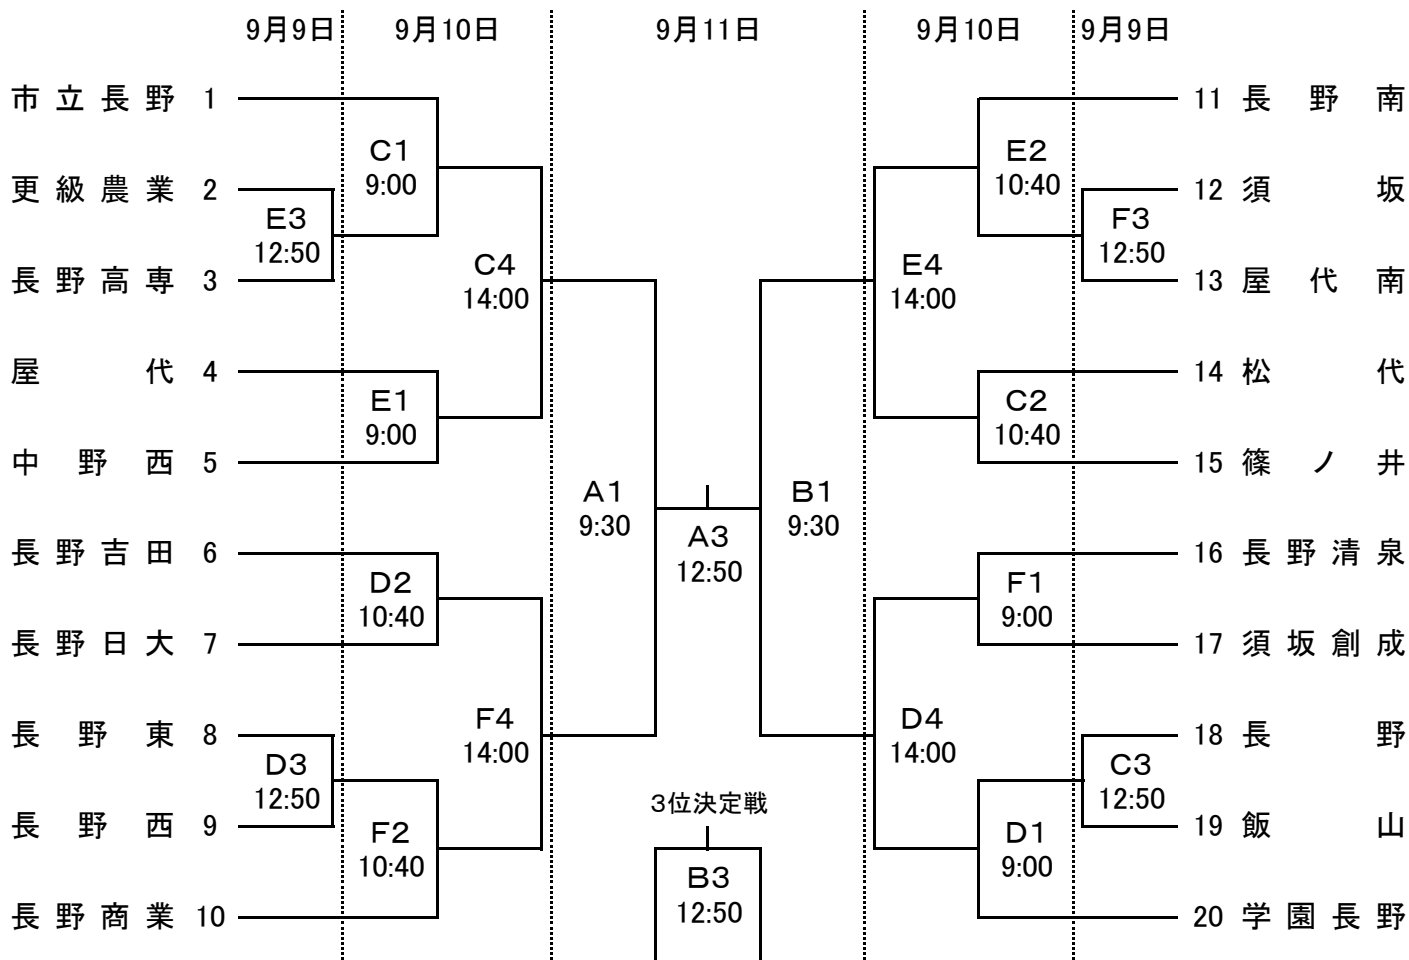 9月9日 9月10日 9月11日 9月10日 9月9日
市立長野 1
11 長野南
C1
9:00
E2
10:40
更級農業 2
12 須坂
E3
12:50
F3
12:50
長野高専 3
13 屋代南
C4
14:00
E4
14:00
屋代 4
14 松代
E1
9:00
C2
10:40
中野西 5
15 篠ノ井
A1
9:30
B1
9:30
A3
12:50
長野吉田 6
16 長野清泉
D2
10:40
F1
9:00
長野日大 7
17 須坂創成
F4
14:00
D4
14:00
長野東 8
18 長野
D3
12:50
C3
12:50
3位決定戦
長野西 9
19 飯山
F2
10:40
D1
9:00
B3
12:50
長野商業 10
20 学園長野